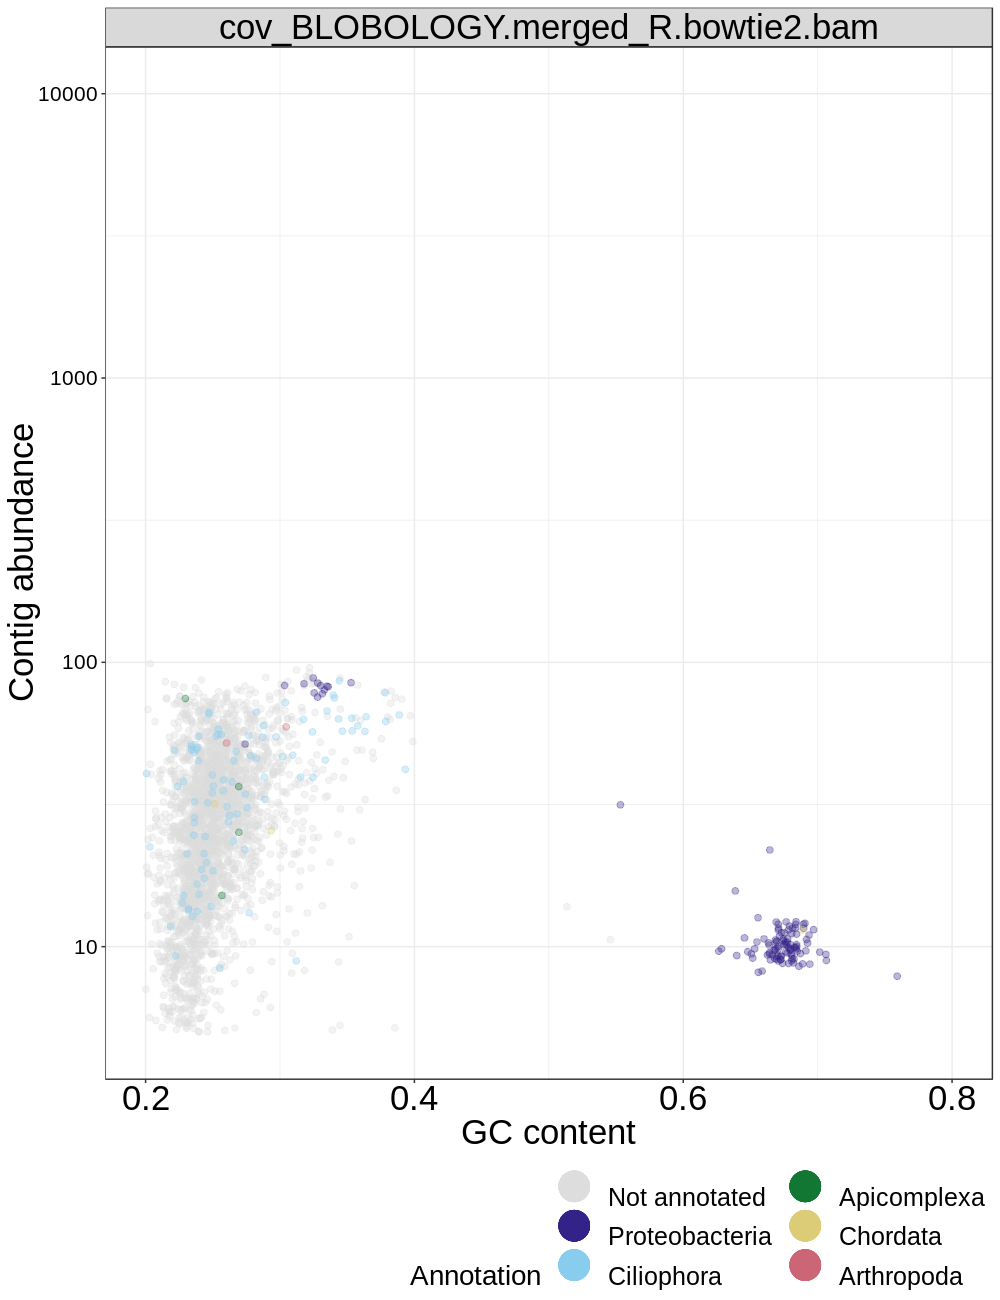 cov_BLOBOLOGY.merged_R.bowtie2.bam
10000
1000
100
10
Contig abundance
0.2 0.4 0.6 0.8
GC content
Annotation
Not annotated
Proteobacteria
Ciliophora
Apicomplexa
Chordata
Arthropoda